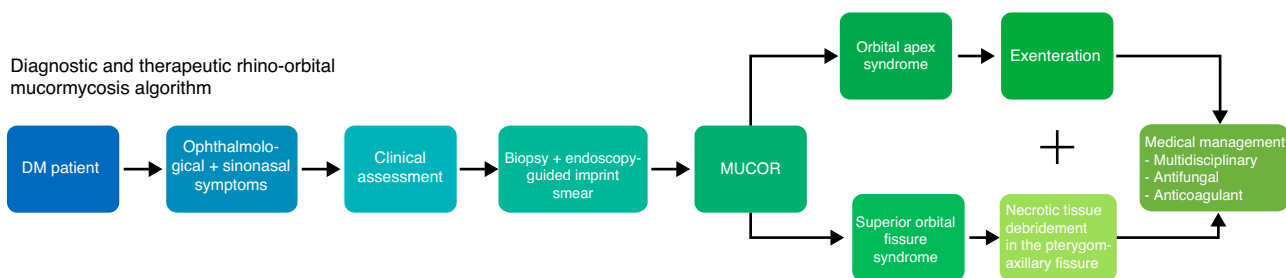 Diagnostic and therapeutic rhino-orbital
mucormycosis algorithm
DM patient
Ophthalmolo-
gical + sinonasal
symptoms
Clinical
assessment
Biopsy + endoscopy-
guided imprint
smear
MUCOR
Orbital apex
syndrome
Exenteration
+
Superior orbital
fissure
syndrome
Necrotic tissue
debridement
in the pterygom-
axillary fissure
Medical management
- Multidisciplinary
- Antifungal
- Anticoagulant